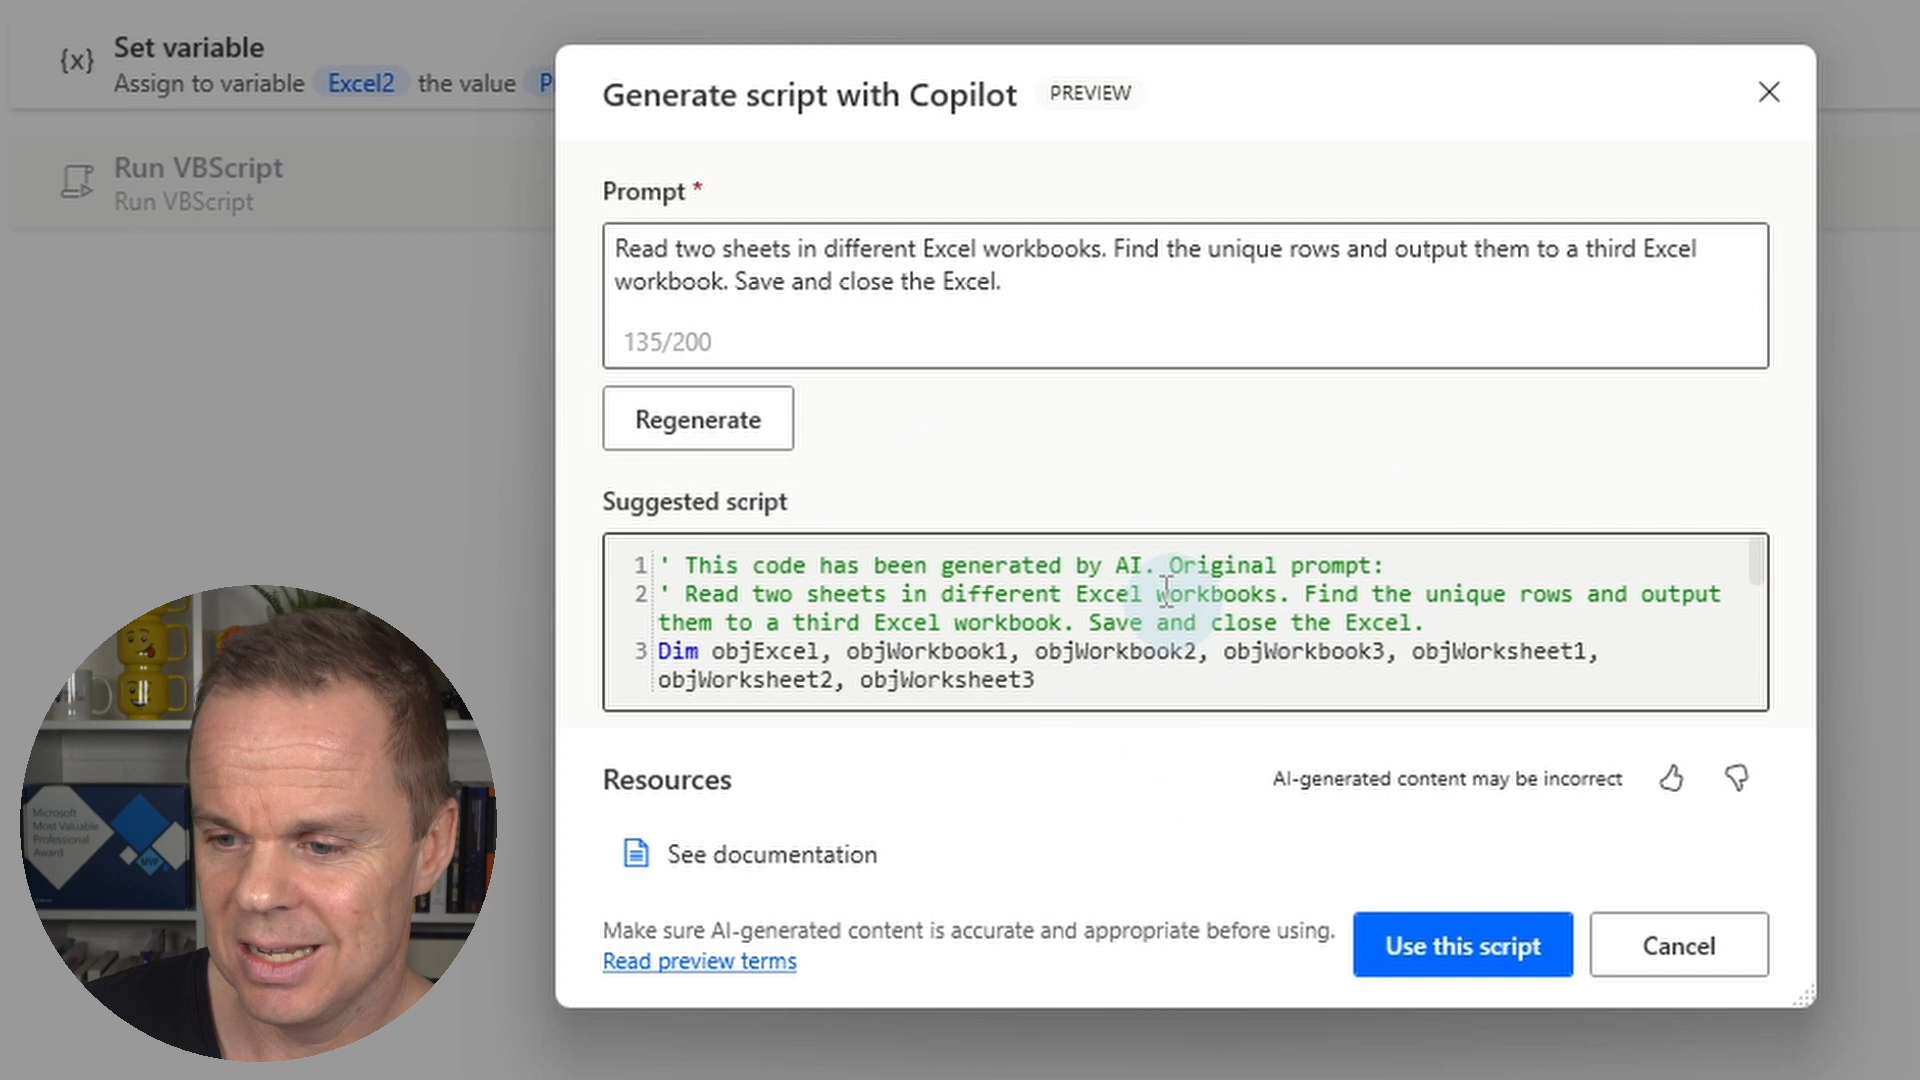 Set variable
Assign to variable Excel2 the value P
Run VBScript
Run VBScript
Generate script with Copilot PREVIEW
Prompt *
Read two sheets in different Excel workbooks. Find the unique rows and output them to a third Excel
workbook. Save and close the Excel.
135/200
Regenerate
Suggested script
1 ' This code has been generated by AI. Original prompt:
2 ' Read two sheets in different Excel workbooks. Find the unique rows and output
them to a third Excel workbook. Save and close the Excel.
3 Dim objExcel, objWorkbook1, objWorkbook2, objWorkbook3, objWorksheet1,
objWorksheet2, objWorksheet3
Resources
AI-generated content may be incorrect
See documentation
Make sure AI-generated content is accurate and appropriate before using.
Read preview terms
Use this script
Cancel
Microsoft
Most Valuable
Professional
Award
MVP